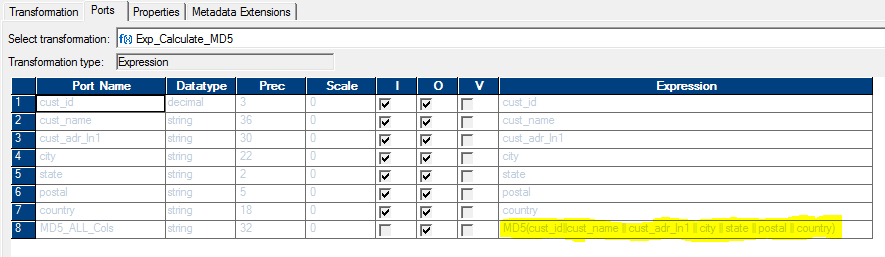 Transformation Ports Properties Metadata Extensions
Select transformation: f(x) Exp_Calculate_MD5
Transformation type: Expression
Port Name Datatype Prec Scale I O V Expression
1 cust_id decimal 3 0 cust_id
2 cust_name string 36 0 cust_name
3 cust_adr_ln1 string 30 0 cust_adr_ln1
4 city string 22 0 city
5 state string 2 0 state
6 postal string 5 0 postal
7 country string 18 0 country
8 MD5_ALL_Cols string 32 0 MD5(cust_id||cust_name || cust_adr_ln1 || city || state || postal || country)